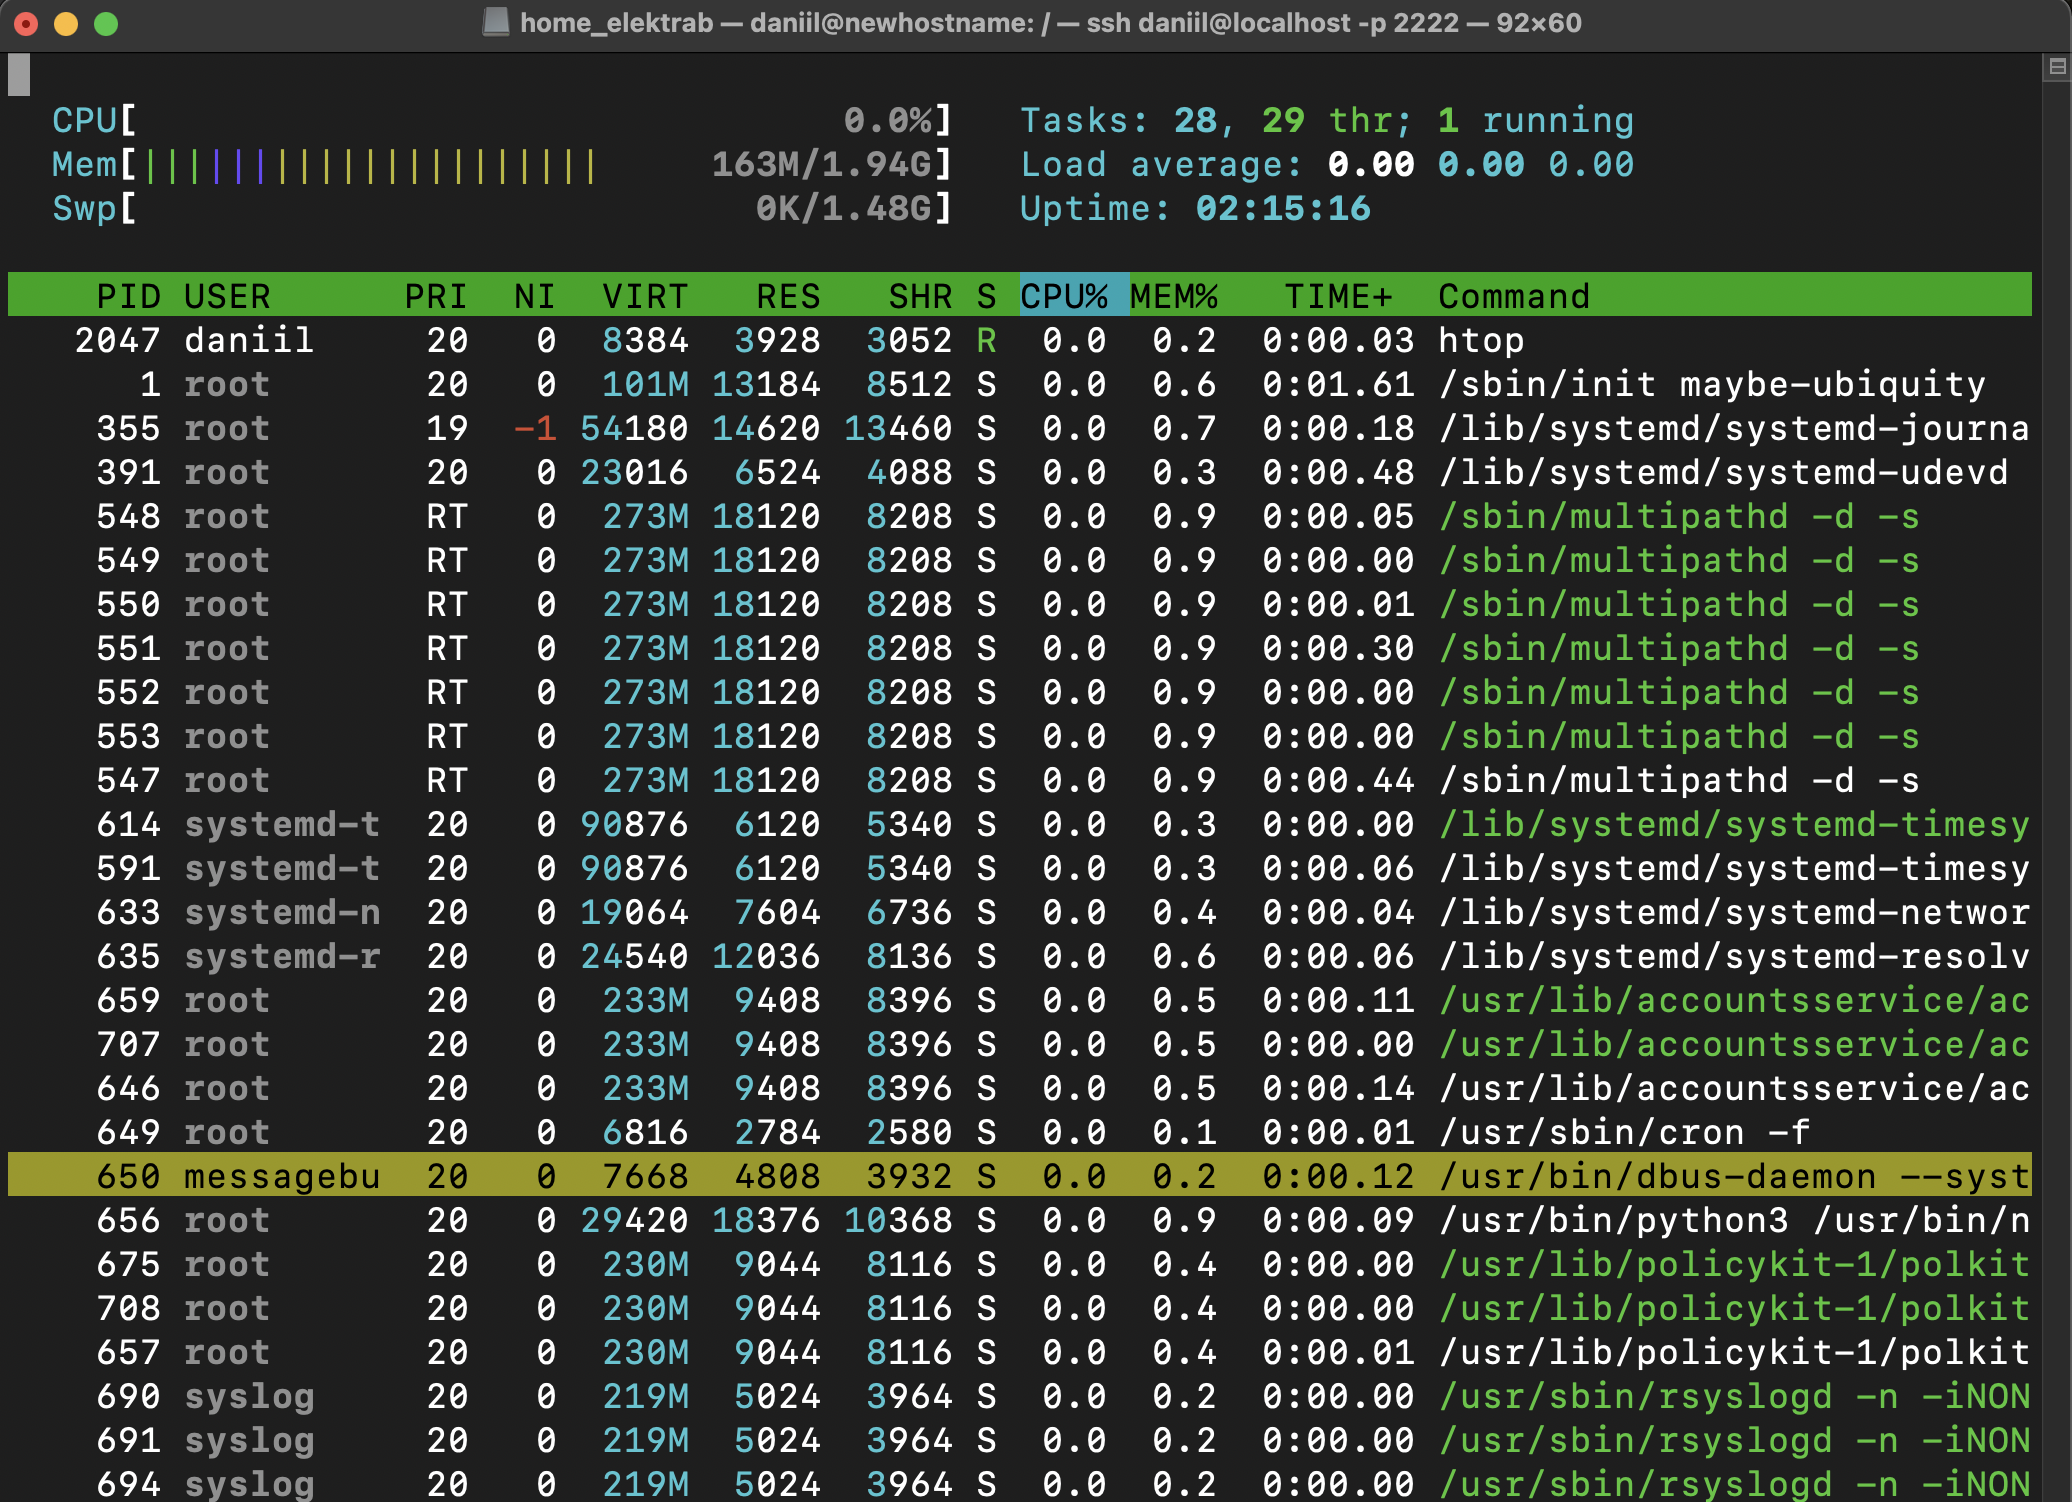 home_elektrab — daniil@newhostname: / — ssh daniil@localhost -p 2222 — 92×60
CPU[ 0.0%] Tasks: 28, 29 thr; 1 running
Mem[|||||||||||||||||||||163M/1.94G] Load average: 0.00 0.00 0.00
Swp[ 0K/1.48G] Uptime: 02:15:16
PID USER PRI NI VIRT RES SHR S CPU% MEM% TIME+ Command
2047 daniil 20 0 8384 3928 3052 R 0.0 0.2 0:00.03 htop
1 root 20 0 101M 13184 8512 S 0.0 0.6 0:01.61 /sbin/init maybe-ubiquity
355 root 19 -1 54180 14620 13460 S 0.0 0.7 0:00.18 /lib/systemd/systemd-journa
391 root 20 0 23016 6524 4088 S 0.0 0.3 0:00.48 /lib/systemd/systemd-udevd
548 root RT 0 273M 18120 8208 S 0.0 0.9 0:00.05 /sbin/multipathd -d -s
549 root RT 0 273M 18120 8208 S 0.0 0.9 0:00.00 /sbin/multipathd -d -s
550 root RT 0 273M 18120 8208 S 0.0 0.9 0:00.01 /sbin/multipathd -d -s
551 root RT 0 273M 18120 8208 S 0.0 0.9 0:00.30 /sbin/multipathd -d -s
552 root RT 0 273M 18120 8208 S 0.0 0.9 0:00.00 /sbin/multipathd -d -s
553 root RT 0 273M 18120 8208 S 0.0 0.9 0:00.00 /sbin/multipathd -d -s
547 root RT 0 273M 18120 8208 S 0.0 0.9 0:00.44 /sbin/multipathd -d -s
614 systemd-t 20 0 90876 6120 5340 S 0.0 0.3 0:00.00 /lib/systemd/systemd-timesy
591 systemd-t 20 0 90876 6120 5340 S 0.0 0.3 0:00.06 /lib/systemd/systemd-timesy
633 systemd-n 20 0 19064 7604 6736 S 0.0 0.4 0:00.04 /lib/systemd/systemd-networ
635 systemd-r 20 0 24540 12036 8136 S 0.0 0.6 0:00.06 /lib/systemd/systemd-resolv
659 root 20 0 233M 9408 8396 S 0.0 0.5 0:00.11 /usr/lib/accountsservice/ac
707 root 20 0 233M 9408 8396 S 0.0 0.5 0:00.00 /usr/lib/accountsservice/ac
646 root 20 0 233M 9408 8396 S 0.0 0.5 0:00.14 /usr/lib/accountsservice/ac
649 root 20 0 6816 2784 2580 S 0.0 0.1 0:00.01 /usr/sbin/cron -f
650 messagebu 20 0 7668 4808 3932 S 0.0 0.2 0:00.12 /usr/bin/dbus-daemon --syst
656 root 20 0 29420 18376 10368 S 0.0 0.9 0:00.09 /usr/bin/python3 /usr/bin/n
675 root 20 0 230M 9044 8116 S 0.0 0.4 0:00.00 /usr/lib/policykit-1/polkit
708 root 20 0 230M 9044 8116 S 0.0 0.4 0:00.00 /usr/lib/policykit-1/polkit
657 root 20 0 230M 9044 8116 S 0.0 0.4 0:00.01 /usr/lib/policykit-1/polkit
690 syslog 20 0 219M 5024 3964 S 0.0 0.2 0:00.00 /usr/sbin/rsyslogd -n -iNON
691 syslog 20 0 219M 5024 3964 S 0.0 0.2 0:00.00 /usr/sbin/rsyslogd -n -iNON
694 syslog 20 0 219M 5024 3964 S 0.0 0.2 0:00.00 /usr/sbin/rsyslogd -n -iNON